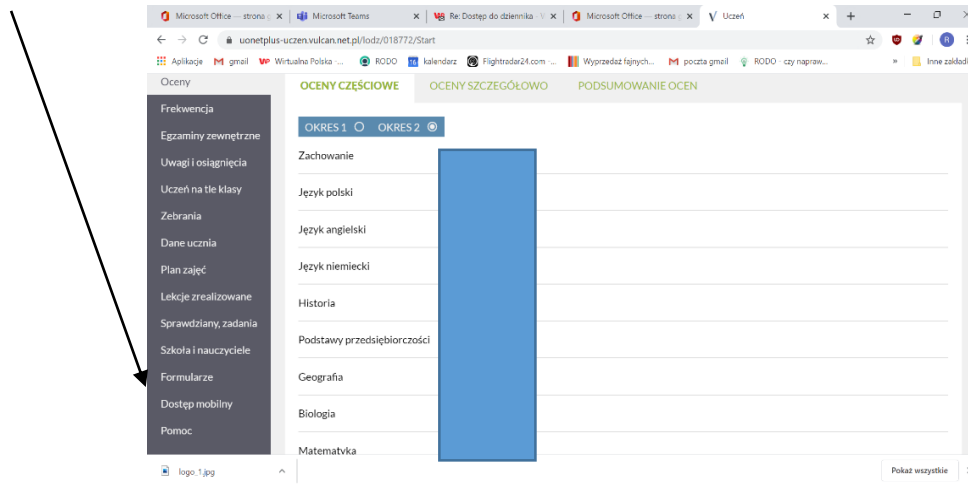 Microsoft Office — strona g
Microsoft Teams
Re: Dostęp do dziennika - V
Microsoft Office — strona g
Uczeń
uonetplus-uczen.vulcan.net.pl/lodz/018772/Start
Aplikacje gmail Wirtualna Polska -... RODO kalendarz Flightradar24.com -... Wyprzedaż fajnych... poczta gmail RODO - czy napraw... » Inne zakład
Oceny
Frekwencja
Egzaminy zewnętrzne
Uwagi i osiągnięcia
Uczeń na tle klasy
Zebrania
Dane ucznia
Plan zajęć
Lekcje zrealizowane
Sprawdziany, zadania
Szkoła i nauczyciele
Formularze
Dostęp mobilny
Pomoc
OCENY CZĘŚCIOWE OCENY SZCZEGÓŁOWO PODSUMOWANIE OCEN
OKRES 1 OKRES 2
Zachowanie
Język polski
Język angielski
Język niemiecki
Historia
Podstawy przedsiębiorczości
Geografia
Biologia
Matematyka
logo_1.jpg
Pokaż wszystkie